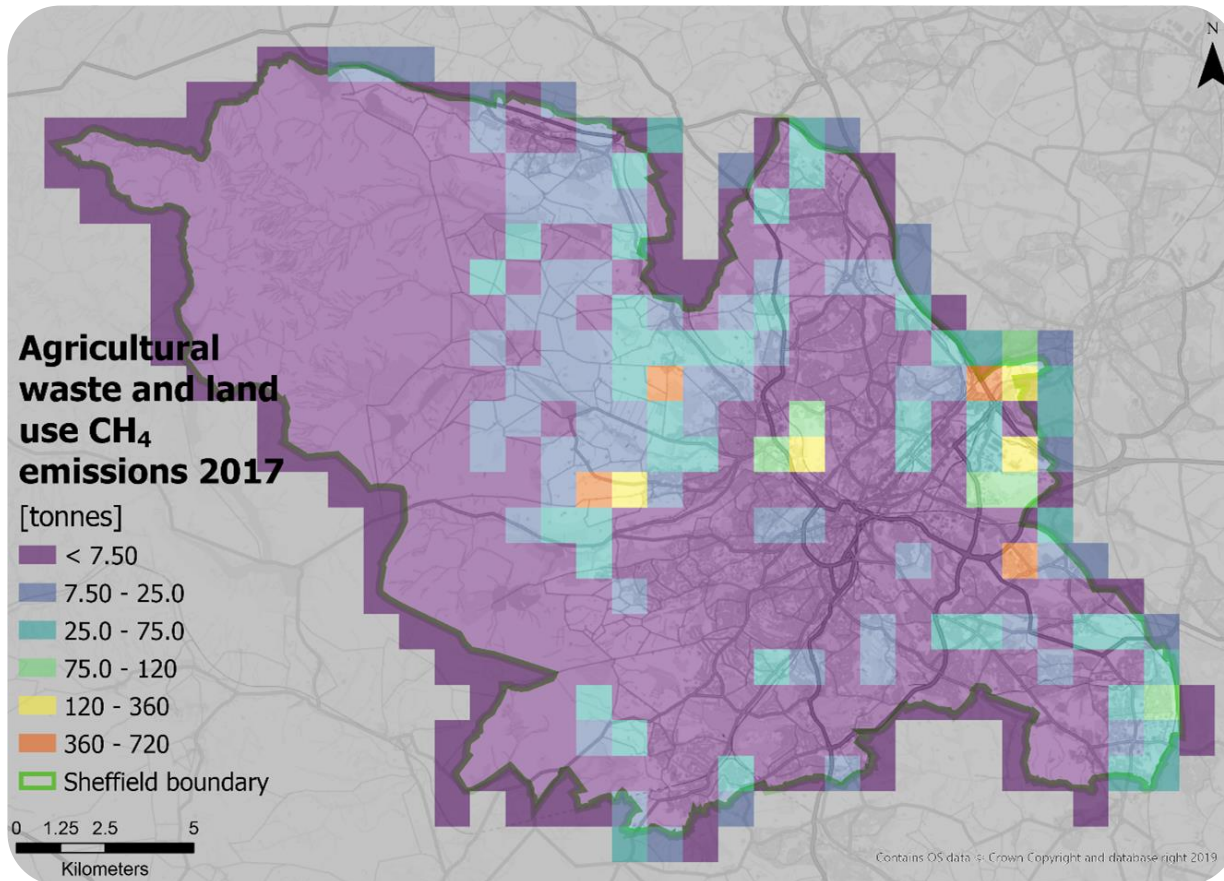 N
Agricultural
waste and land
use CH₄
emissions 2017
[tonnes]
< 7.50
7.50 - 25.0
25.0 - 75.0
75.0 - 120
120 - 360
360 - 720
Sheffield boundary
0 1.25 2.5 5
Kilometers
Contains OS data © Crown Copyright and database right 2019